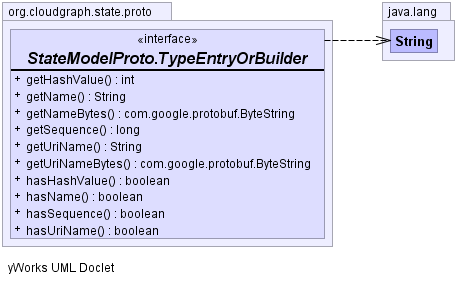 org.cloudgraph.state.proto
java.lang
«interface»
StateModelProto.TypeEntryOrBuilder
String
+ getHashValue() : int
+ getName() : String
+ getNameBytes() : com.google.protobuf.ByteString
+ getSequence() : long
+ getUriName() : String
+ getUriNameBytes() : com.google.protobuf.ByteString
+ hasHashValue() : boolean
+ hasName() : boolean
+ hasSequence() : boolean
+ hasUriName() : boolean
yWorks UML Doclet